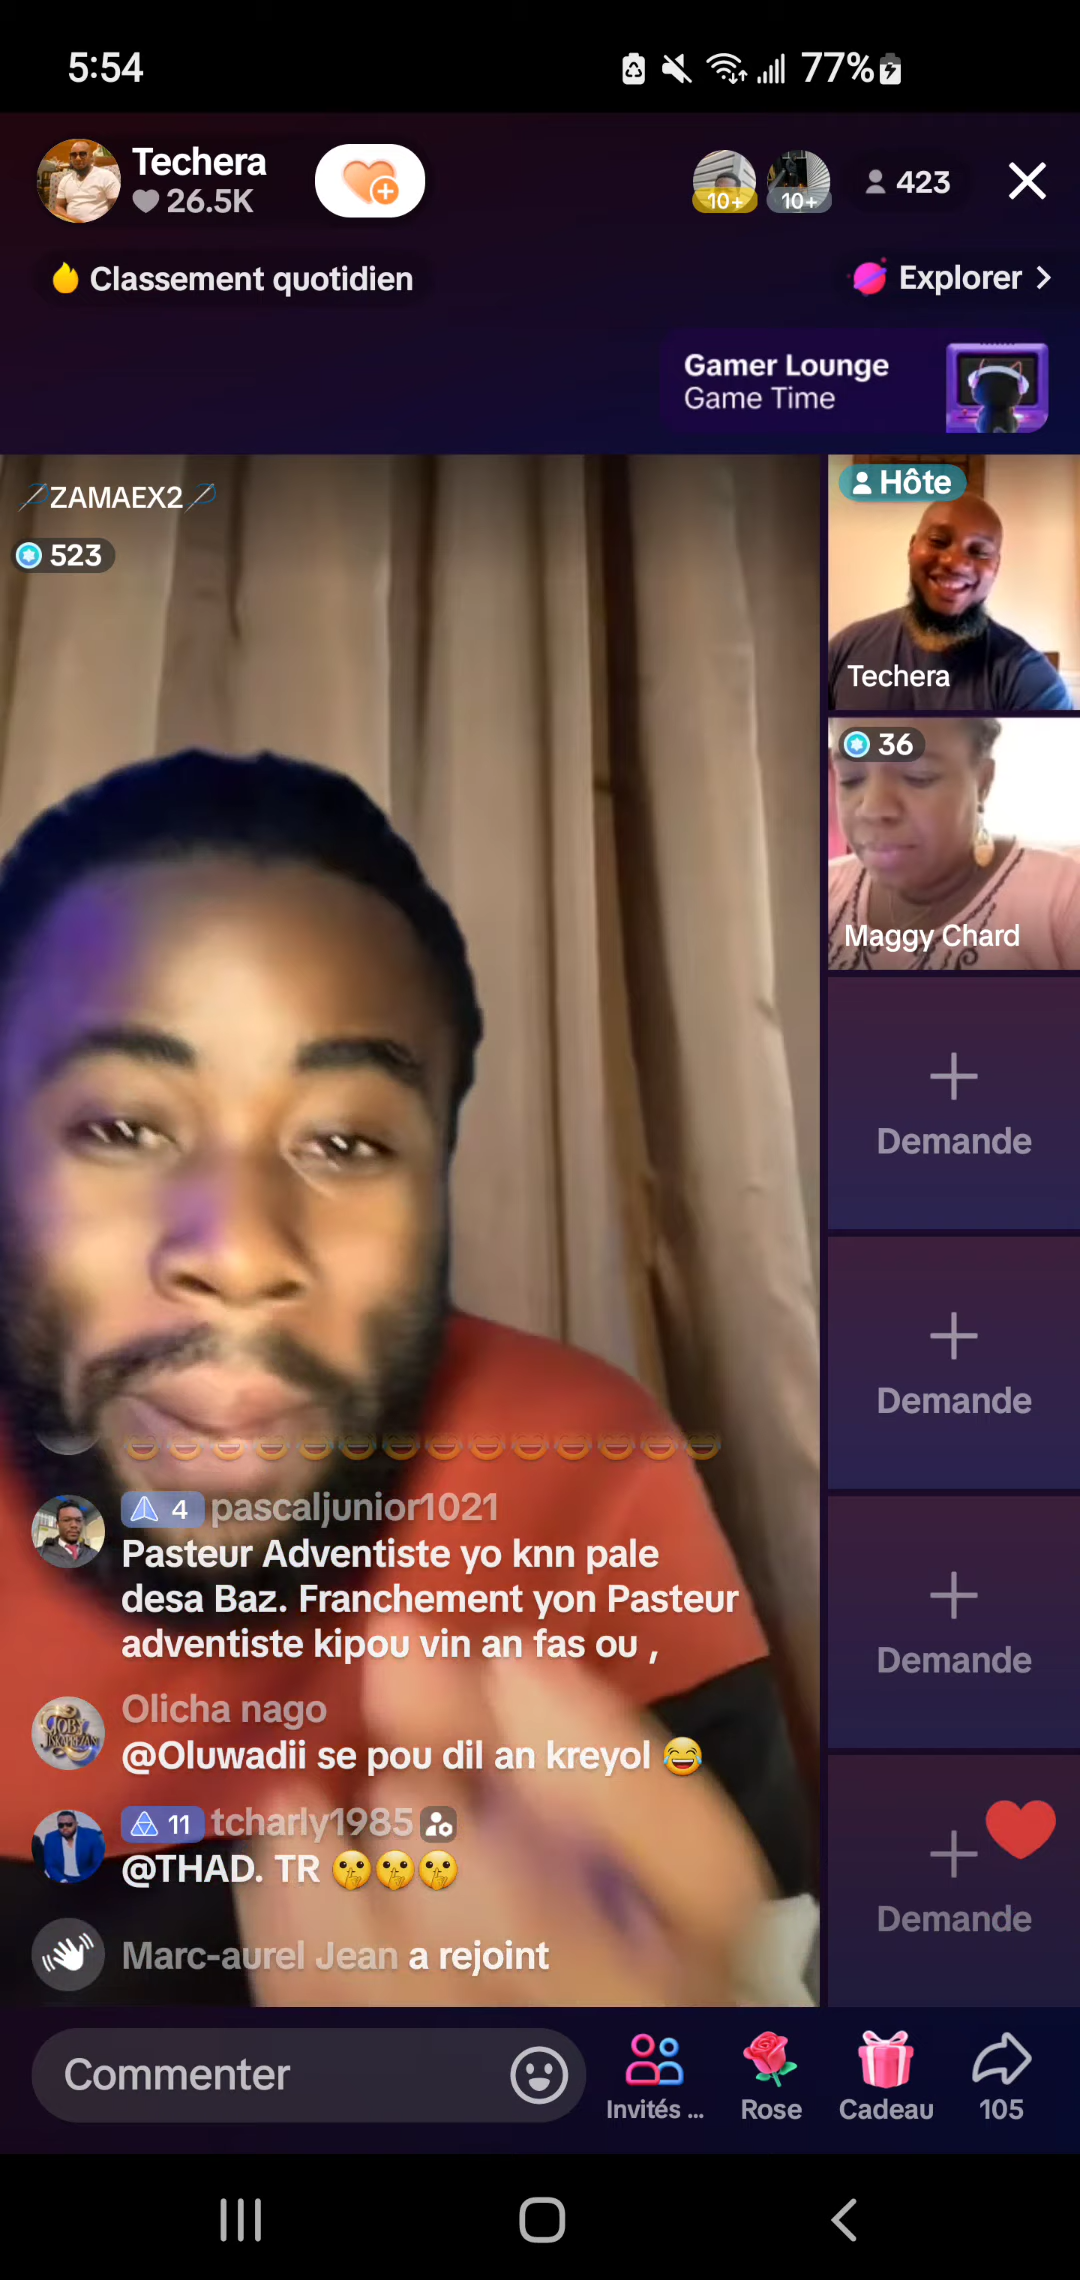 5:54
77%
Techera
26.5K
10+
10+
423
Classement quotidien
Explorer
Gamer Lounge
Game Time
ZAMAEX2
523
Hôte
Techera
36
Maggy Chard
Demande
Demande
Demande
Demande
4 pascaljunior1021
Pasteur Adventiste yo knn pale
desa Baz. Franchement yon Pasteur
adventiste kipou vin an fas ou ,
Olicha nago
@Oluwadii se pou dil an kreyol 😂
11 tcharly1985
@THAD. TR 🤫🤫🤫
Marc-aurel Jean a rejoint
Commenter
Invités ...
Rose
Cadeau
105